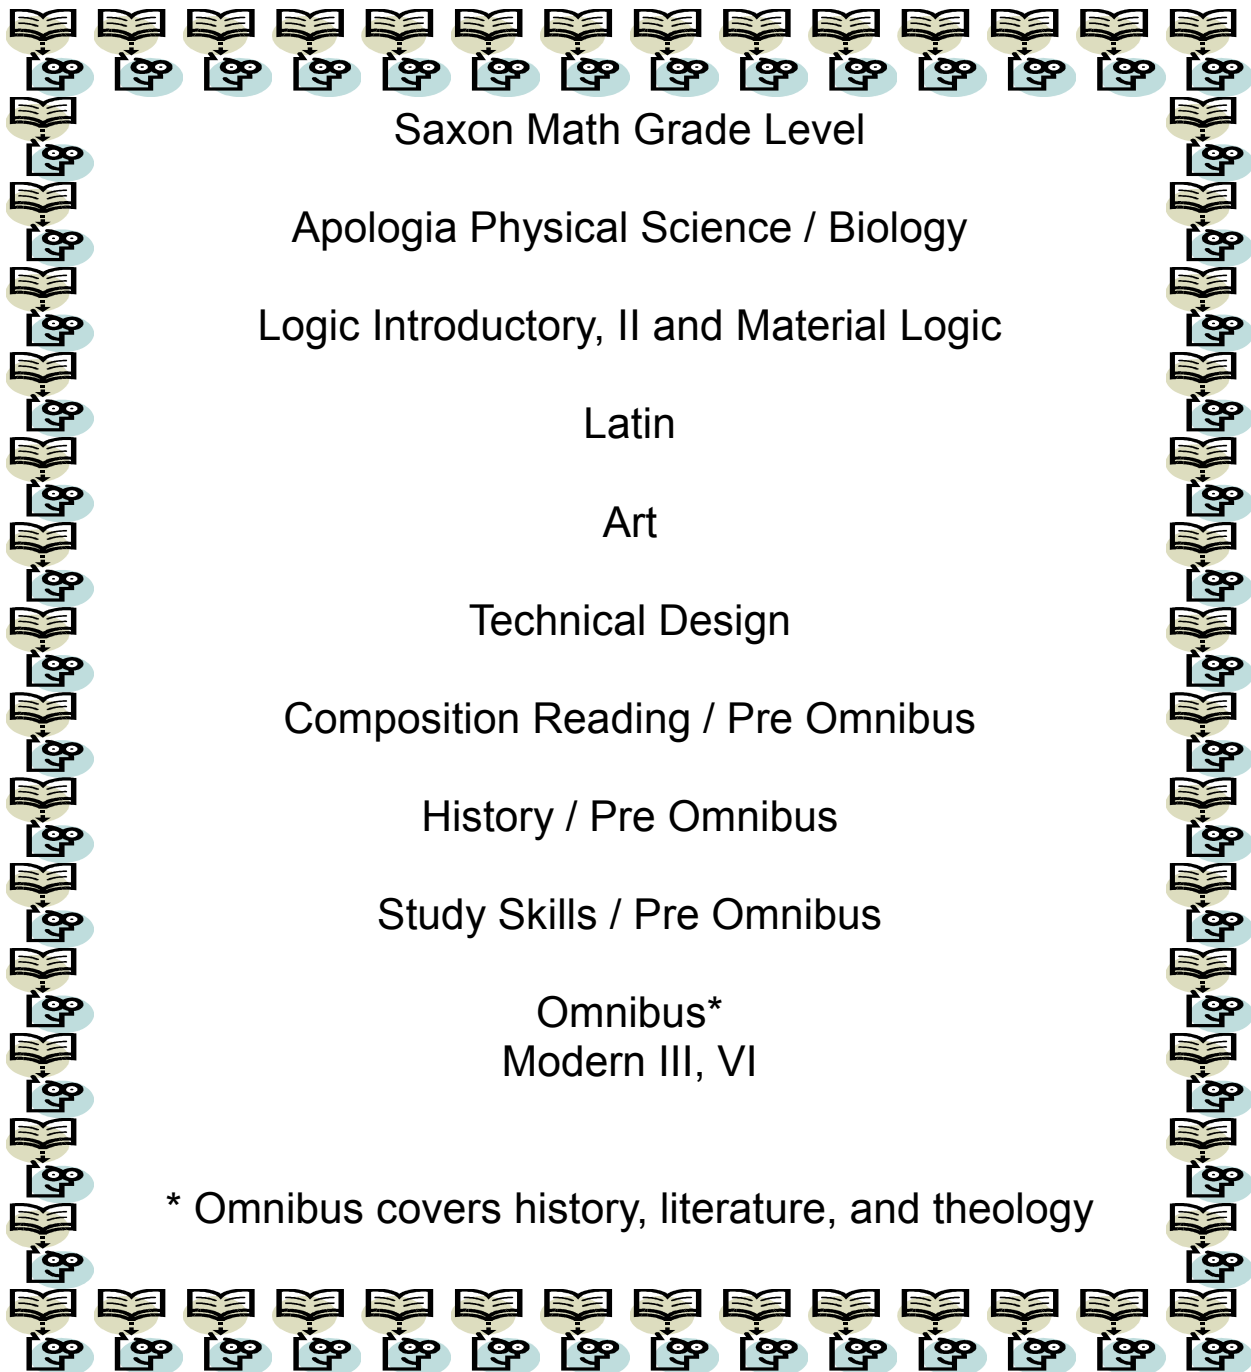 Saxon Math Grade Level
Apologia Physical Science / Biology
Logic Introductory, II and Material Logic
Latin
Art
Technical Design
Composition Reading / Pre Omnibus
History / Pre Omnibus
Study Skills / Pre Omnibus
Omnibus*
Modern III, VI
* Omnibus covers history, literature, and theology